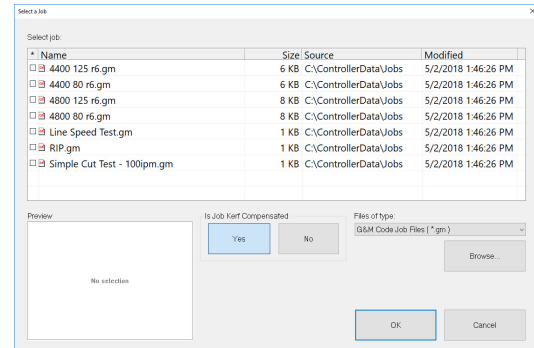 Select a Job
Select job:
* Name Size Source Modified
4400 125 r6.gm 6 KB C:\ControllerData\Jobs 5/2/2018 1:46:26 PM
4400 80 r6.gm 6 KB C:\ControllerData\Jobs 5/2/2018 1:46:26 PM
4800 125 r6.gm 8 KB C:\ControllerData\Jobs 5/2/2018 1:46:26 PM
4800 80 r6.gm 8 KB C:\ControllerData\Jobs 5/2/2018 1:46:26 PM
Line Speed Test.gm 1 KB C:\ControllerData\Jobs 5/2/2018 1:46:26 PM
RIP.gm 1 KB C:\ControllerData\Jobs 5/2/2018 1:46:26 PM
Simple Cut Test - 100ipm.gm 1 KB C:\ControllerData\Jobs 5/2/2018 1:46:26 PM
Preview Is Job Kerf Compensated Files of type:
G&M Code Job Files ( *.gm )
Yes No
Browse...
No selection
OK Cancel